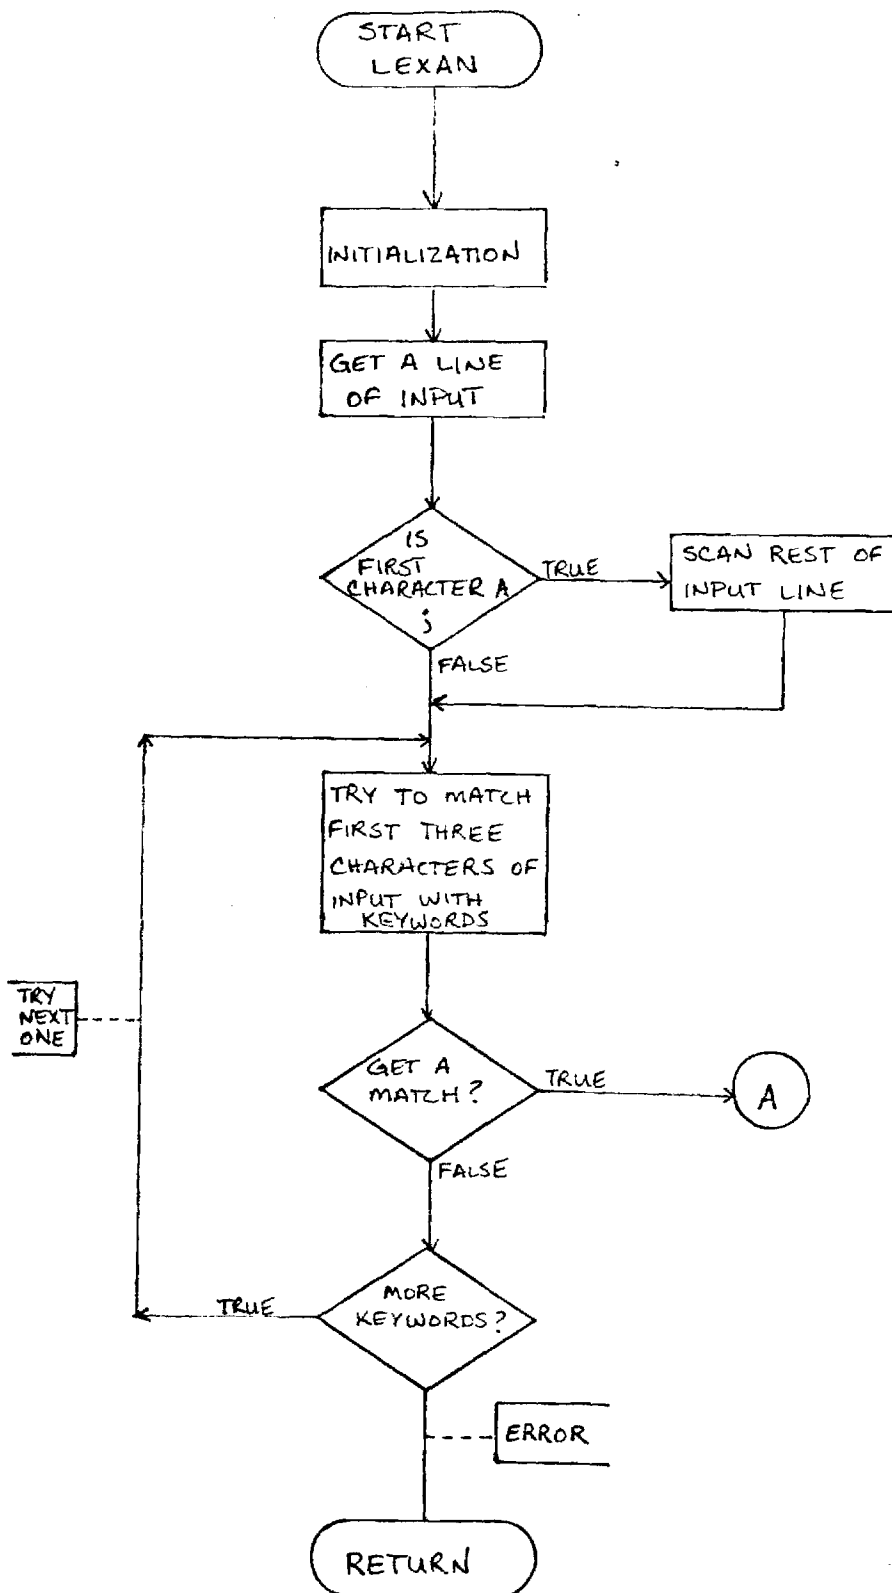 START
LEXAN
INITIALIZATION
GET A LINE
OF INPUT
IS
FIRST
CHARACTER A
;
TRUE
SCAN REST OF
INPUT LINE
FALSE
TRY TO MATCH
FIRST THREE
CHARACTERS OF
INPUT WITH
KEYWORDS
TRY
NEXT
ONE
GET A
MATCH?
TRUE
A
FALSE
MORE
KEYWORDS?
TRUE
ERROR
RETURN